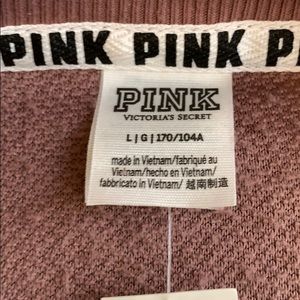 PINK PINK P
PINK
VICTORIA'S SECRET
L | G | 170/104A
made in Vietnam/fabriqué au
Vietnam/hecho en Vietnam/
fabbricato in Vietnam/ 越南制造